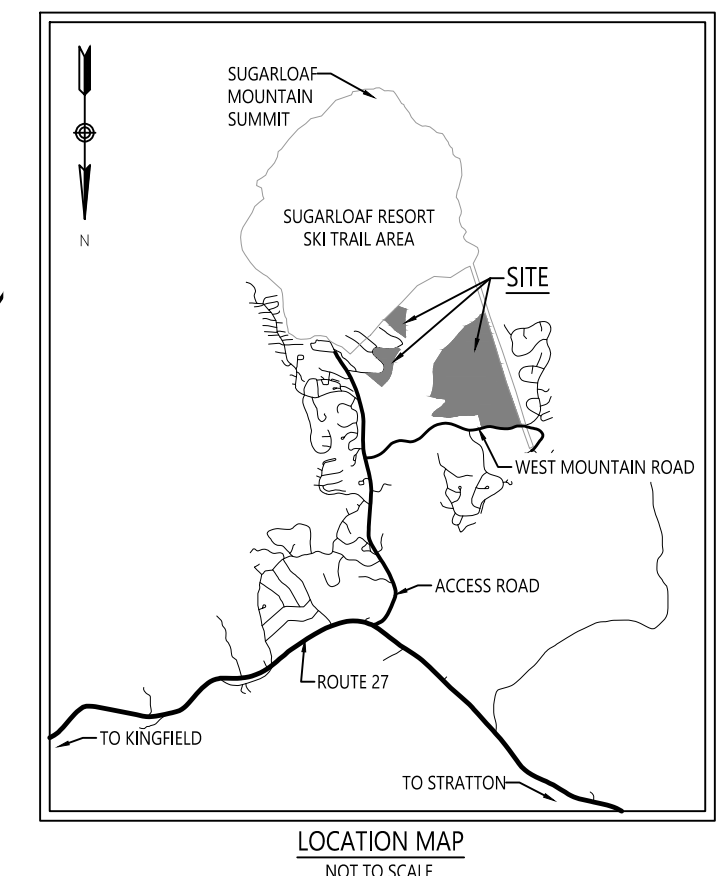 SUGARLOAF
MOUNTAIN
SUMMIT
SUGARLOAF RESORT
SKI TRAIL AREA
N
SITE
WEST MOUNTAIN ROAD
ACCESS ROAD
ROUTE 27
TO KINGFIELD
TO STRATTON
LOCATION MAP
NOT TO SCALE